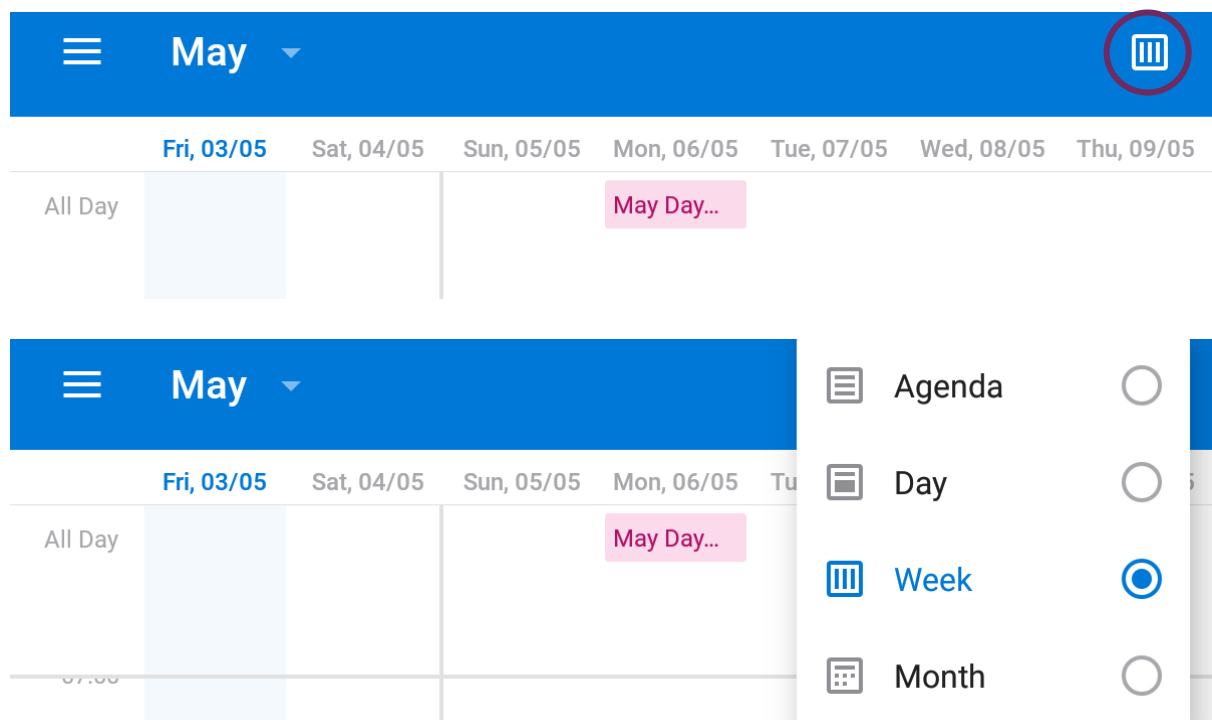 May
Fri, 03/05 Sat, 04/05 Sun, 05/05 Mon, 06/05 Tue, 07/05 Wed, 08/05 Thu, 09/05
All Day May Day...
May
Agenda
Fri, 03/05 Sat, 04/05 Sun, 05/05 Mon, 06/05 Tu Day 5
All Day May Day...
Week
Month